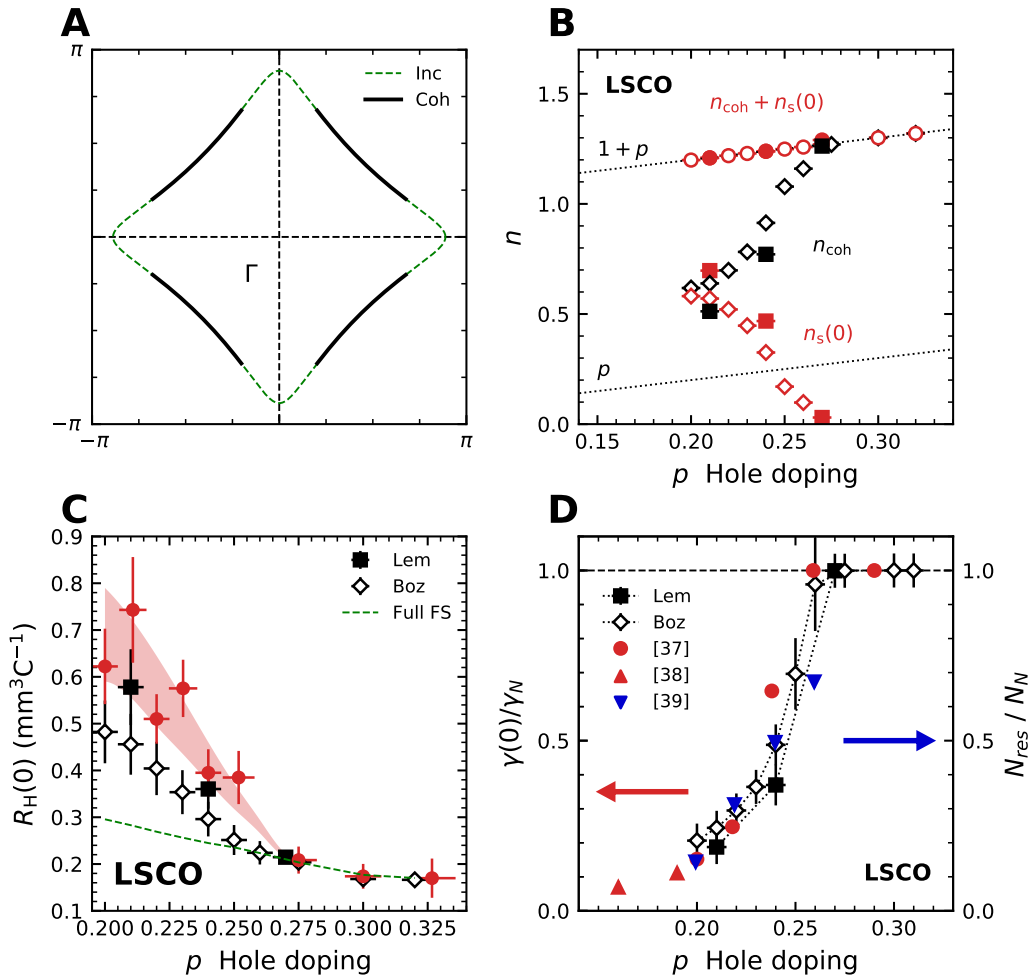 A
π
−π
−π
π
Inc
Coh
Γ
B
LSCO
n_coh + n_s(0)
1 + p
n_coh
n_s(0)
p
n
0.0
0.5
1.0
1.5
0.15
0.20
0.25
0.30
p Hole doping
C
R_H(0) (mm³C⁻¹)
0.9
0.8
0.7
0.6
0.5
0.4
0.3
0.2
0.1
Lem
Boz
Full FS
LSCO
0.200
0.225
0.250
0.275
0.300
0.325
p Hole doping
D
γ(0)/γ_N
1.0
0.5
0.0
Lem
Boz
[37]
[38]
[39]
LSCO
1.0
0.5
0.0
N_res / N_N
0.20
0.25
0.30
p Hole doping